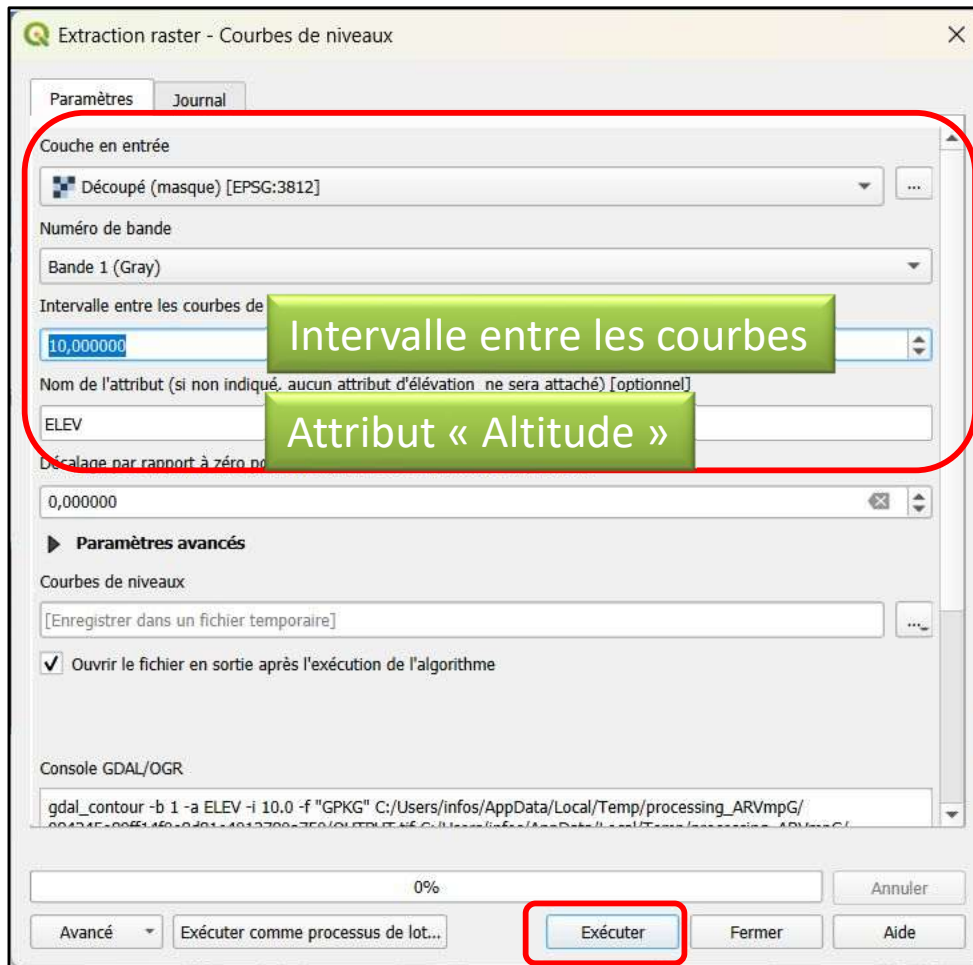 Extraction raster - Courbes de niveaux
Paramètres
Journal
Couche en entrée
Découpé (masque) [EPSG:3812]
...
Numéro de bande
Bande 1 (Gray)
Intervalle entre les courbes de
Intervalle entre les courbes
10,000000
Nom de l'attribut (si non indiqué, aucun attribut d'élévation ne sera attaché) [optionnel]
ELEV
Attribut « Altitude »
Décalage par rapport à zéro
0,000000
Paramètres avancés
Courbes de niveaux
[Enregistrer dans un fichier temporaire]
...
Ouvrir le fichier en sortie après l'exécution de l'algorithme
Console GDAL/OGR
gdal_contour -b 1 -a ELEV -i 10.0 -f "GPKG" C:/Users/infos/AppData/Local/Temp/processing_ARVmpG/
0%
Annuler
Avancé
Exécuter comme processus de lot...
Exécuter
Fermer
Aide